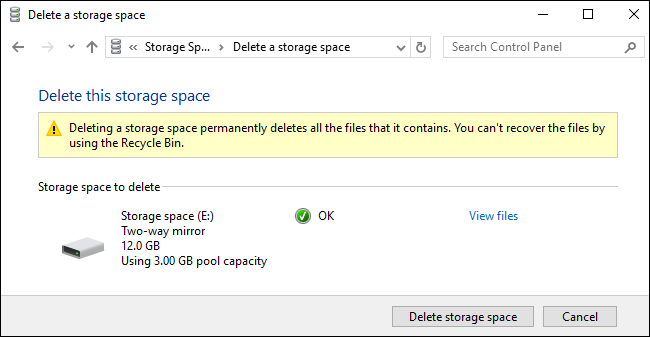 Delete a storage space
« Storage Sp... > Delete a storage space
Search Control Panel
Delete this storage space
Deleting a storage space permanently deletes all the files that it contains. You can't recover the files by
using the Recycle Bin.
Storage space to delete
Storage space (E:)
OK
View files
Two-way mirror
12.0 GB
Using 3.00 GB pool capacity
Delete storage space
Cancel